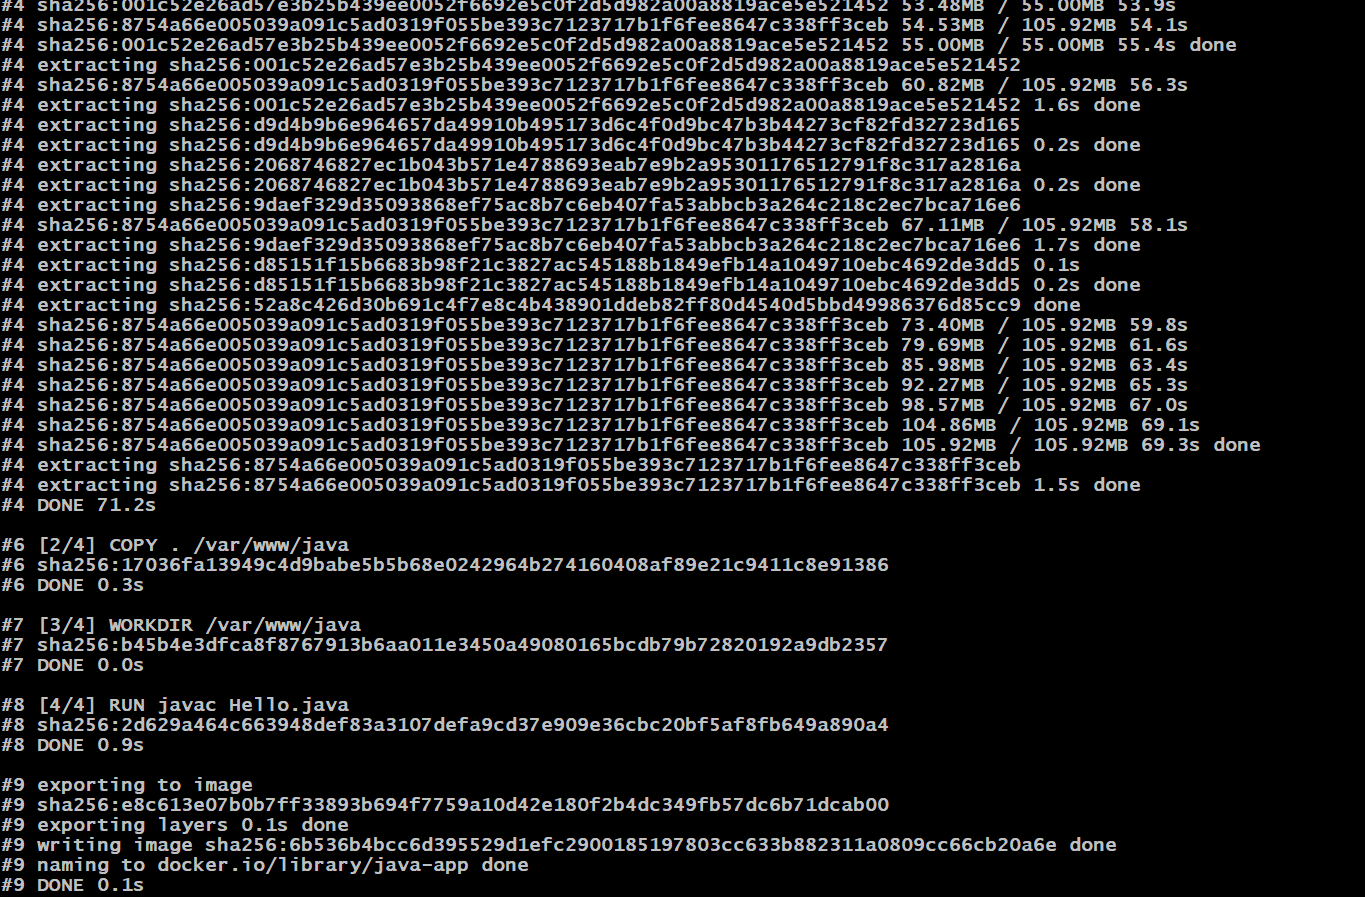 #4 sha256:001c52e26ad57e3b25b439ee0052f6692e5c0f2d5d982a00a8819ace5e521452 53.48MB / 55.00MB 53.9s
#4 sha256:8754a66e005039a091c5ad0319f055be393c7123717b1f6fee8647c338ff3ceb 54.53MB / 105.92MB 54.1s
#4 sha256:001c52e26ad57e3b25b439ee0052f6692e5c0f2d5d982a00a8819ace5e521452 55.00MB / 55.00MB 55.4s done
#4 extracting sha256:001c52e26ad57e3b25b439ee0052f6692e5c0f2d5d982a00a8819ace5e521452
#4 sha256:8754a66e005039a091c5ad0319f055be393c7123717b1f6fee8647c338ff3ceb 60.82MB / 105.92MB 56.3s
#4 extracting sha256:001c52e26ad57e3b25b439ee0052f6692e5c0f2d5d982a00a8819ace5e521452 1.6s done
#4 extracting sha256:d9d4b9b6e964657da49910b495173d6c4f0d9bc47b3b44273cf82fd32723d165
#4 extracting sha256:d9d4b9b6e964657da49910b495173d6c4f0d9bc47b3b44273cf82fd32723d165 0.2s done
#4 extracting sha256:2068746827ec1b043b571e4788693eab7e9b2a95301176512791f8c317a2816a
#4 extracting sha256:2068746827ec1b043b571e4788693eab7e9b2a95301176512791f8c317a2816a 0.2s done
#4 extracting sha256:9daef329d35093868ef75ac8b7c6eb407fa53abbcb3a264c218c2ec7bca716e6
#4 sha256:8754a66e005039a091c5ad0319f055be393c7123717b1f6fee8647c338ff3ceb 67.11MB / 105.92MB 58.1s
#4 extracting sha256:9daef329d35093868ef75ac8b7c6eb407fa53abbcb3a264c218c2ec7bca716e6 1.7s done
#4 extracting sha256:d85151f15b6683b98f21c3827ac545188b1849efb14a1049710ebc4692de3dd5 0.1s
#4 extracting sha256:d85151f15b6683b98f21c3827ac545188b1849efb14a1049710ebc4692de3dd5 0.2s done
#4 extracting sha256:52a8c426d30b691c4f7e8c4b438901ddeb82ff80d4540d5bbd49986376d85cc9 done
#4 sha256:8754a66e005039a091c5ad0319f055be393c7123717b1f6fee8647c338ff3ceb 73.40MB / 105.92MB 59.8s
#4 sha256:8754a66e005039a091c5ad0319f055be393c7123717b1f6fee8647c338ff3ceb 79.69MB / 105.92MB 61.6s
#4 sha256:8754a66e005039a091c5ad0319f055be393c7123717b1f6fee8647c338ff3ceb 85.98MB / 105.92MB 63.4s
#4 sha256:8754a66e005039a091c5ad0319f055be393c7123717b1f6fee8647c338ff3ceb 92.27MB / 105.92MB 65.3s
#4 sha256:8754a66e005039a091c5ad0319f055be393c7123717b1f6fee8647c338ff3ceb 98.57MB / 105.92MB 67.0s
#4 sha256:8754a66e005039a091c5ad0319f055be393c7123717b1f6fee8647c338ff3ceb 104.86MB / 105.92MB 69.1s
#4 sha256:8754a66e005039a091c5ad0319f055be393c7123717b1f6fee8647c338ff3ceb 105.92MB / 105.92MB 69.3s done
#4 extracting sha256:8754a66e005039a091c5ad0319f055be393c7123717b1f6fee8647c338ff3ceb
#4 extracting sha256:8754a66e005039a091c5ad0319f055be393c7123717b1f6fee8647c338ff3ceb 1.5s done
#4 DONE 71.2s
#6 [2/4] COPY . /var/www/java
#6 sha256:17036fa13949c4d9babe5b5b68e0242964b274160408af89e21c9411c8e91386
#6 DONE 0.3s
#7 [3/4] WORKDIR /var/www/java
#7 sha256:b45b4e3dfca8f8767913b6aa011e3450a49080165bcdb79b72820192a9db2357
#7 DONE 0.0s
#8 [4/4] RUN javac Hello.java
#8 sha256:2d629a464c663948def83a3107defa9cd37e909e36cbc20bf5af8fb649a890a4
#8 DONE 0.9s
#9 exporting to image
#9 sha256:e8c613e07b0b7ff33893b694f7759a10d42e180f2b4dc349fb57dc6b71dcab00
#9 exporting layers 0.1s done
#9 writing image sha256:6b536b4bcc6d395529d1efc2900185197803cc633b882311a0809cc66cb20a6e done
#9 naming to docker.io/library/java-app done
#9 DONE 0.1s